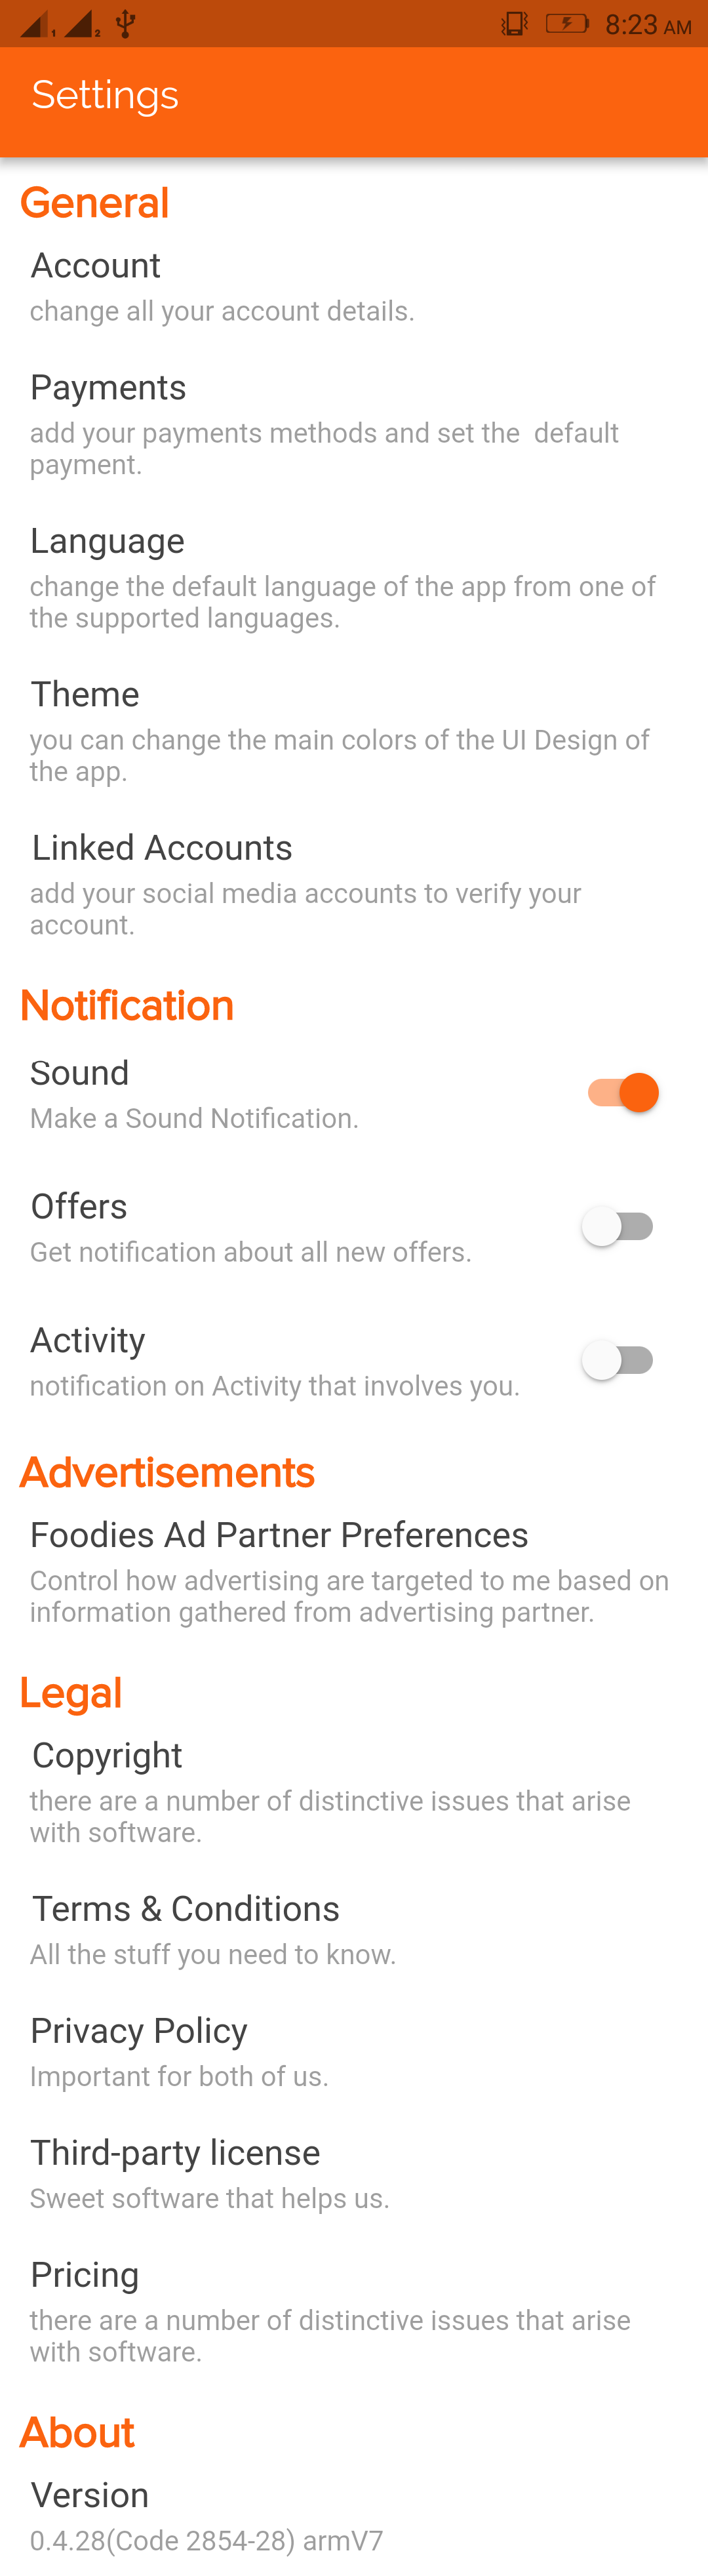 1 2 8:23 AM
Settings
General
Account
change all your account details.
Payments
add your payments methods and set the  default
payment.
Language
change the default language of the app from one of
the supported languages.
Theme
you can change the main colors of the UI Design of
the app.
Linked Accounts
add your social media accounts to verify your
account.
Notification
Sound
Make a Sound Notification.
Offers
Get notification about all new offers.
Activity
notification on Activity that involves you.
Advertisements
Foodies Ad Partner Preferences
Control how advertising are targeted to me based on
information gathered from advertising partner.
Legal
Copyright
there are a number of distinctive issues that arise
with software.
Terms & Conditions
All the stuff you need to know.
Privacy Policy
Important for both of us.
Third-party license
Sweet software that helps us.
Pricing
there are a number of distinctive issues that arise
with software.
About
Version
0.4.28(Code 2854-28) armV7